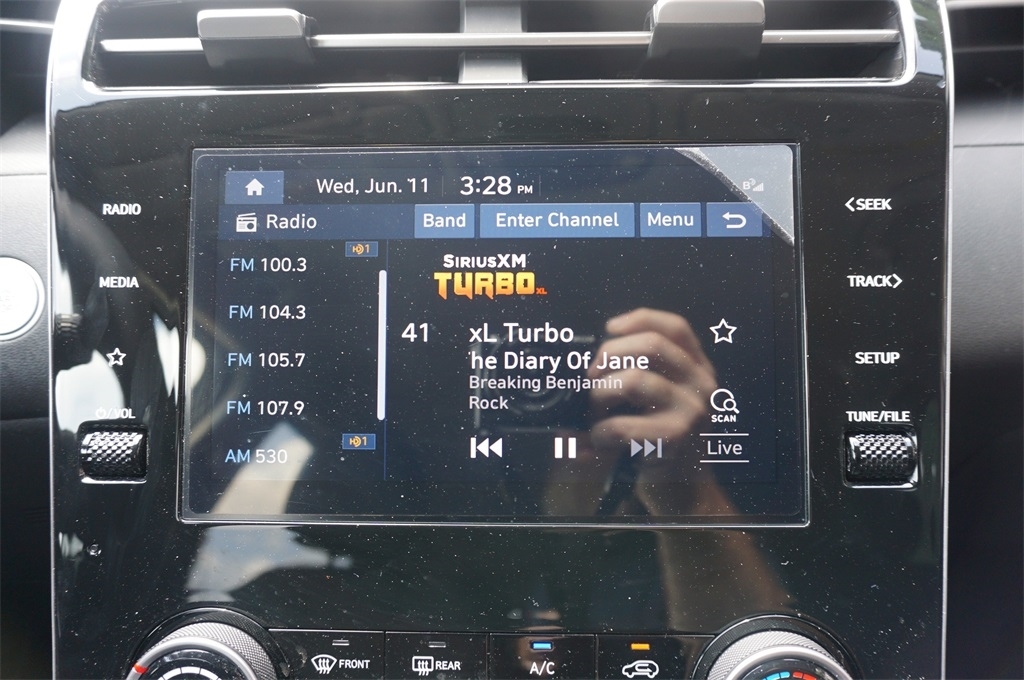 Wed, Jun. 11 3:28 PM
Radio Band Enter Channel Menu
FM 100.3
FM 104.3
FM 105.7
FM 107.9
AM 530
SIRIUSXM
TURBO XL
41 xL Turbo
he Diary Of Jane
Breaking Benjamin
Rock
SCAN
Live
RADIO
MEDIA
VOL
<SEEK
TRACK>
SETUP
TUNE/FILE
FRONT
REAR
A/C